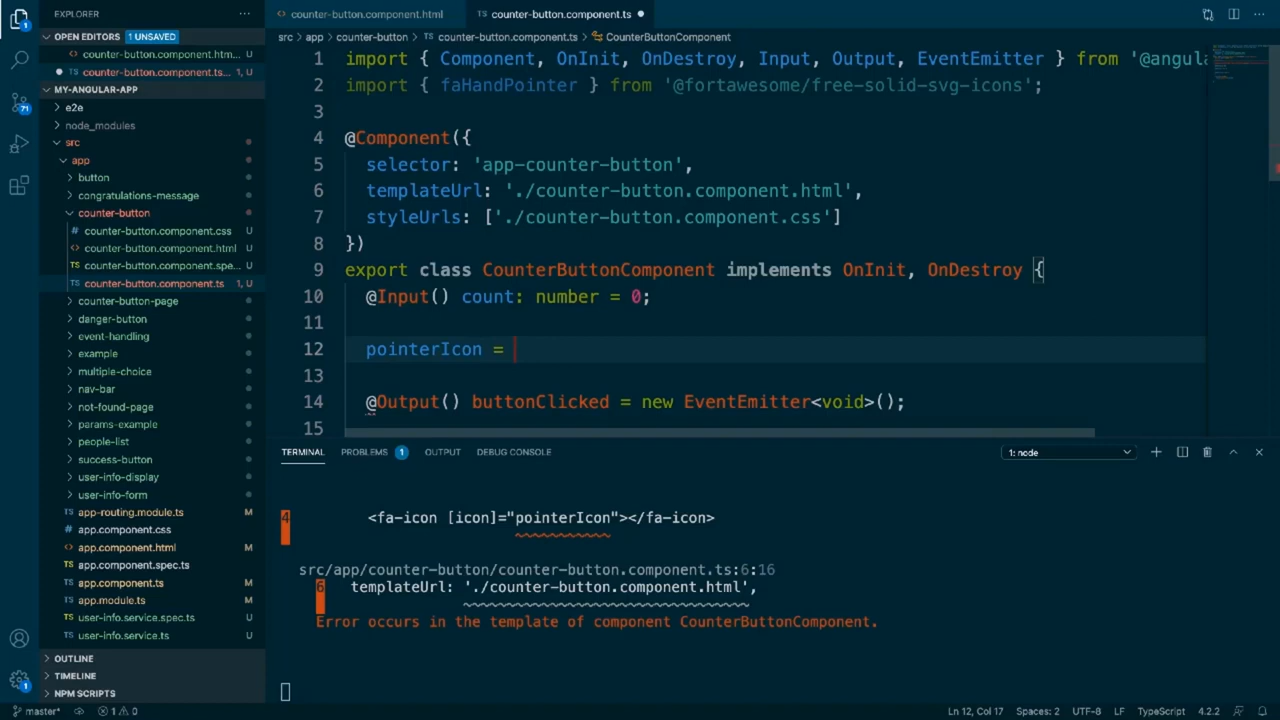 EXPLORER
OPEN EDITORS 1 UNSAVED
counter-button.component.htm...
counter-button.component.ts... 1, U
MY-ANGULAR-APP
e2e
node_modules
src
app
button
congratulations-message
counter-button
counter-button.component.css U
counter-button.component.html U
counter-button.component.spe... U
counter-button.component.ts 1, U
counter-button-page
danger-button
event-handling
example
multiple-choice
nav-bar
not-found-page
params-example
people-list
success-button
user-info-display
user-info-form
app-routing.module.ts M
app.component.css
app.component.html M
app.component.spec.ts
app.component.ts M
app.module.ts M
user-info.service.spec.ts U
user-info.service.ts U
OUTLINE
TIMELINE
NPM SCRIPTS
1
71
1
counter-button.component.html
counter-button.component.ts
src > app > counter-button > counter-button.component.ts > CounterButtonComponent
1 import { Component, OnInit, OnDestroy, Input, Output, EventEmitter } from '@angula
2 import { faHandPointer } from '@fortawesome/free-solid-svg-icons';
3
4 @Component({
5 selector: 'app-counter-button',
6 templateUrl: './counter-button.component.html',
7 styleUrls: ['./counter-button.component.css']
8 })
9 export class CounterButtonComponent implements OnInit, OnDestroy {
10 @Input() count: number = 0;
11
12 pointerIcon =
13
14 @Output() buttonClicked = new EventEmitter<void>();
15
TERMINAL PROBLEMS 1 OUTPUT DEBUG CONSOLE 1: node
4 <fa-icon [icon]="pointerIcon"></fa-icon>
src/app/counter-button/counter-button.component.ts:6:16
6 templateUrl: './counter-button.component.html',
Error occurs in the template of component CounterButtonComponent.
master* 1 0 Ln 12, Col 17 Spaces: 2 UTF-8 LF TypeScript 4.2.2